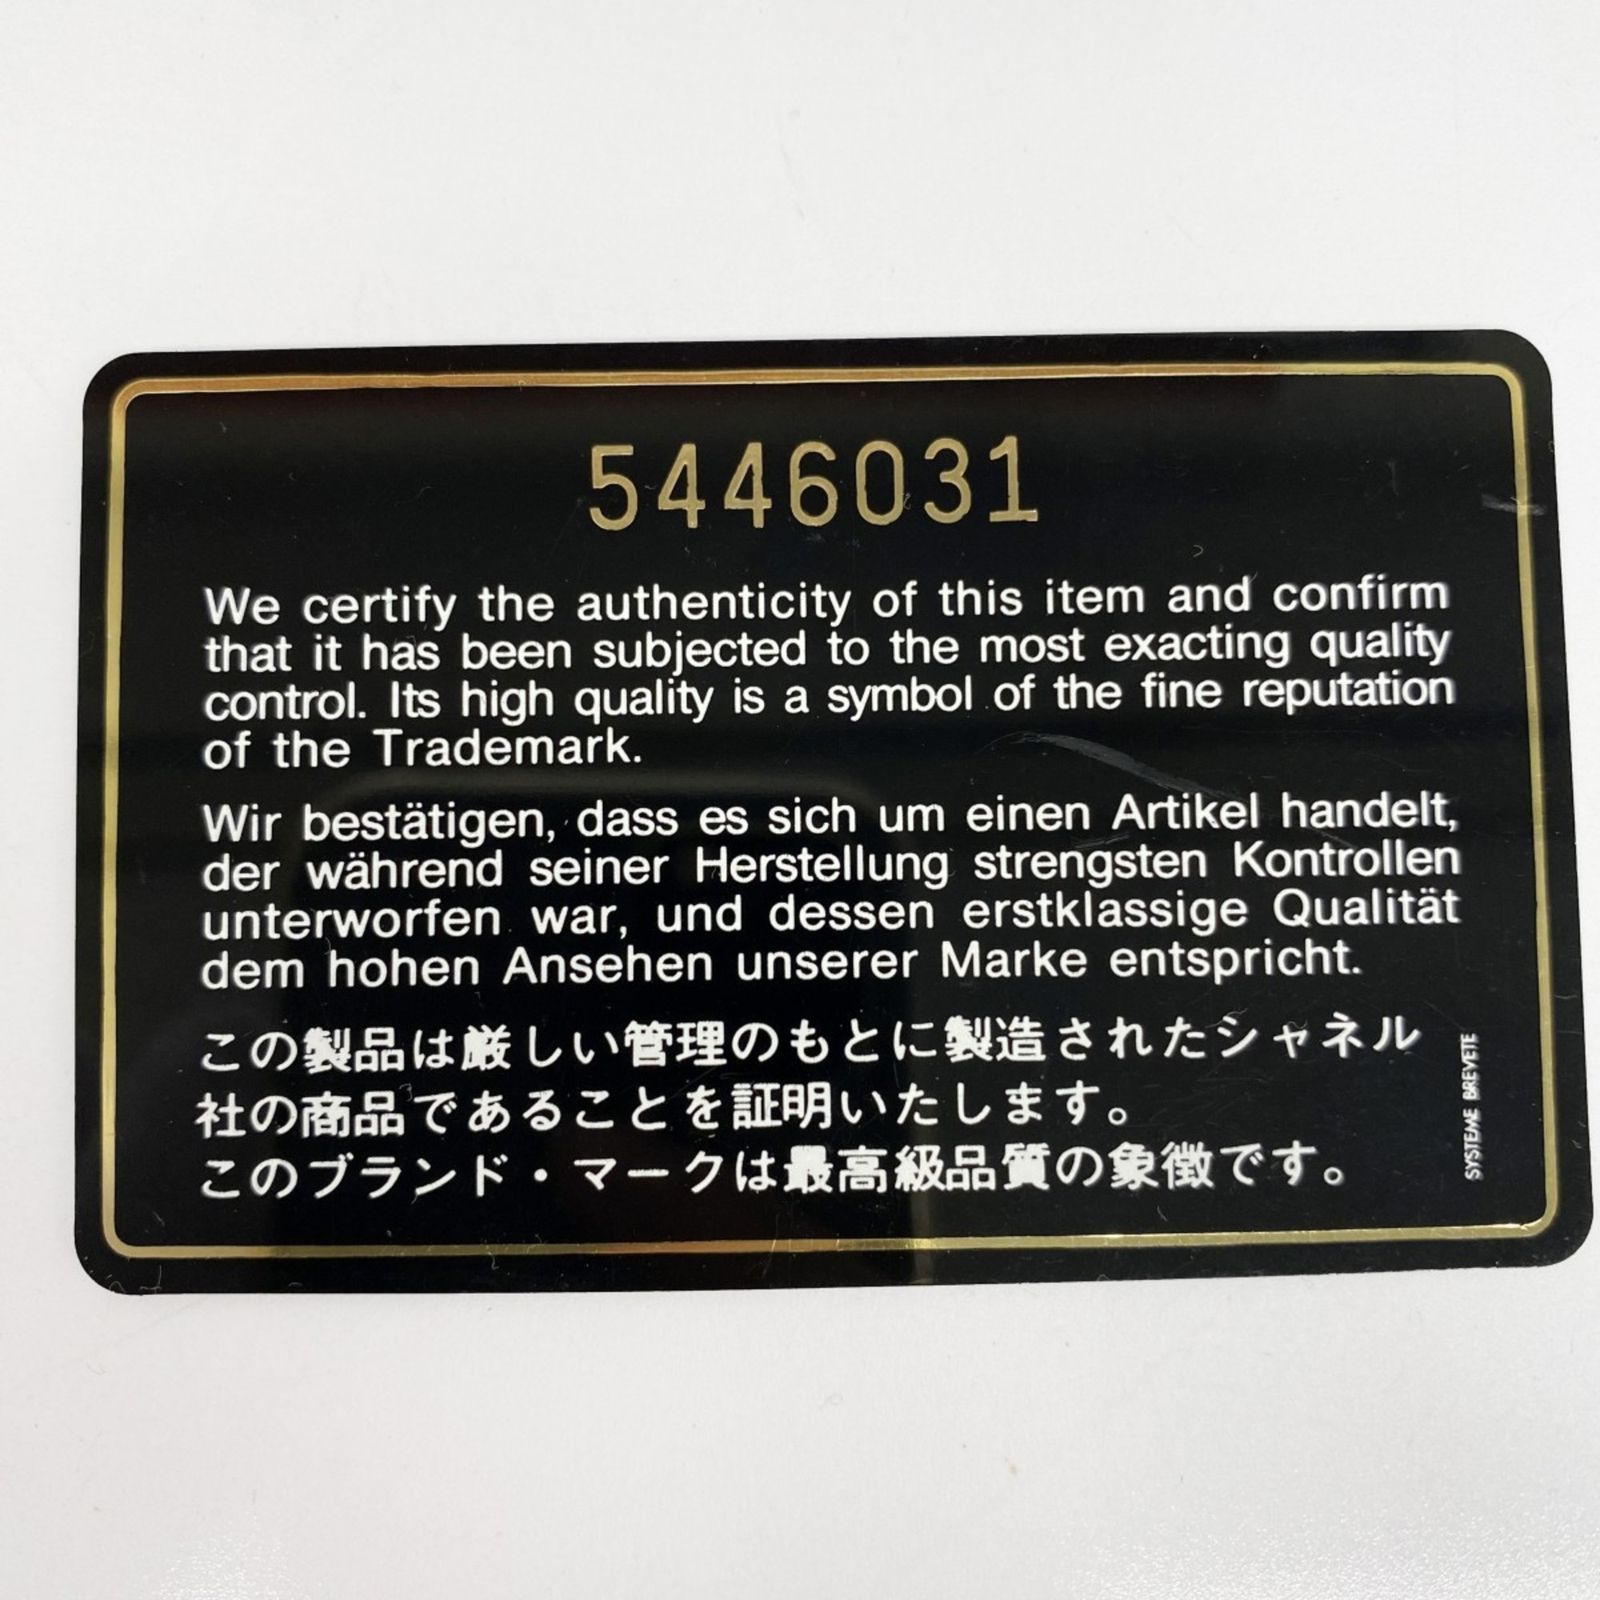 5446031
We certify the authenticity of this item and confirm
that it has been subjected to the most exacting quality
control. Its high quality is a symbol of the fine reputation
of the Trademark.
Wir bestätigen, dass es sich um einen Artikel handelt,
der während seiner Herstellung strengsten Kontrollen
unterworfen war, und dessen erstklassige Qualität
dem hohen Ansehen unserer Marke entspricht.
この製品は厳しい管理のもとに製造されたシャネル
社の商品であることを証明いたします。
このブランド・マークは最高級品質の象徴です。
SYSTEME BREVETE